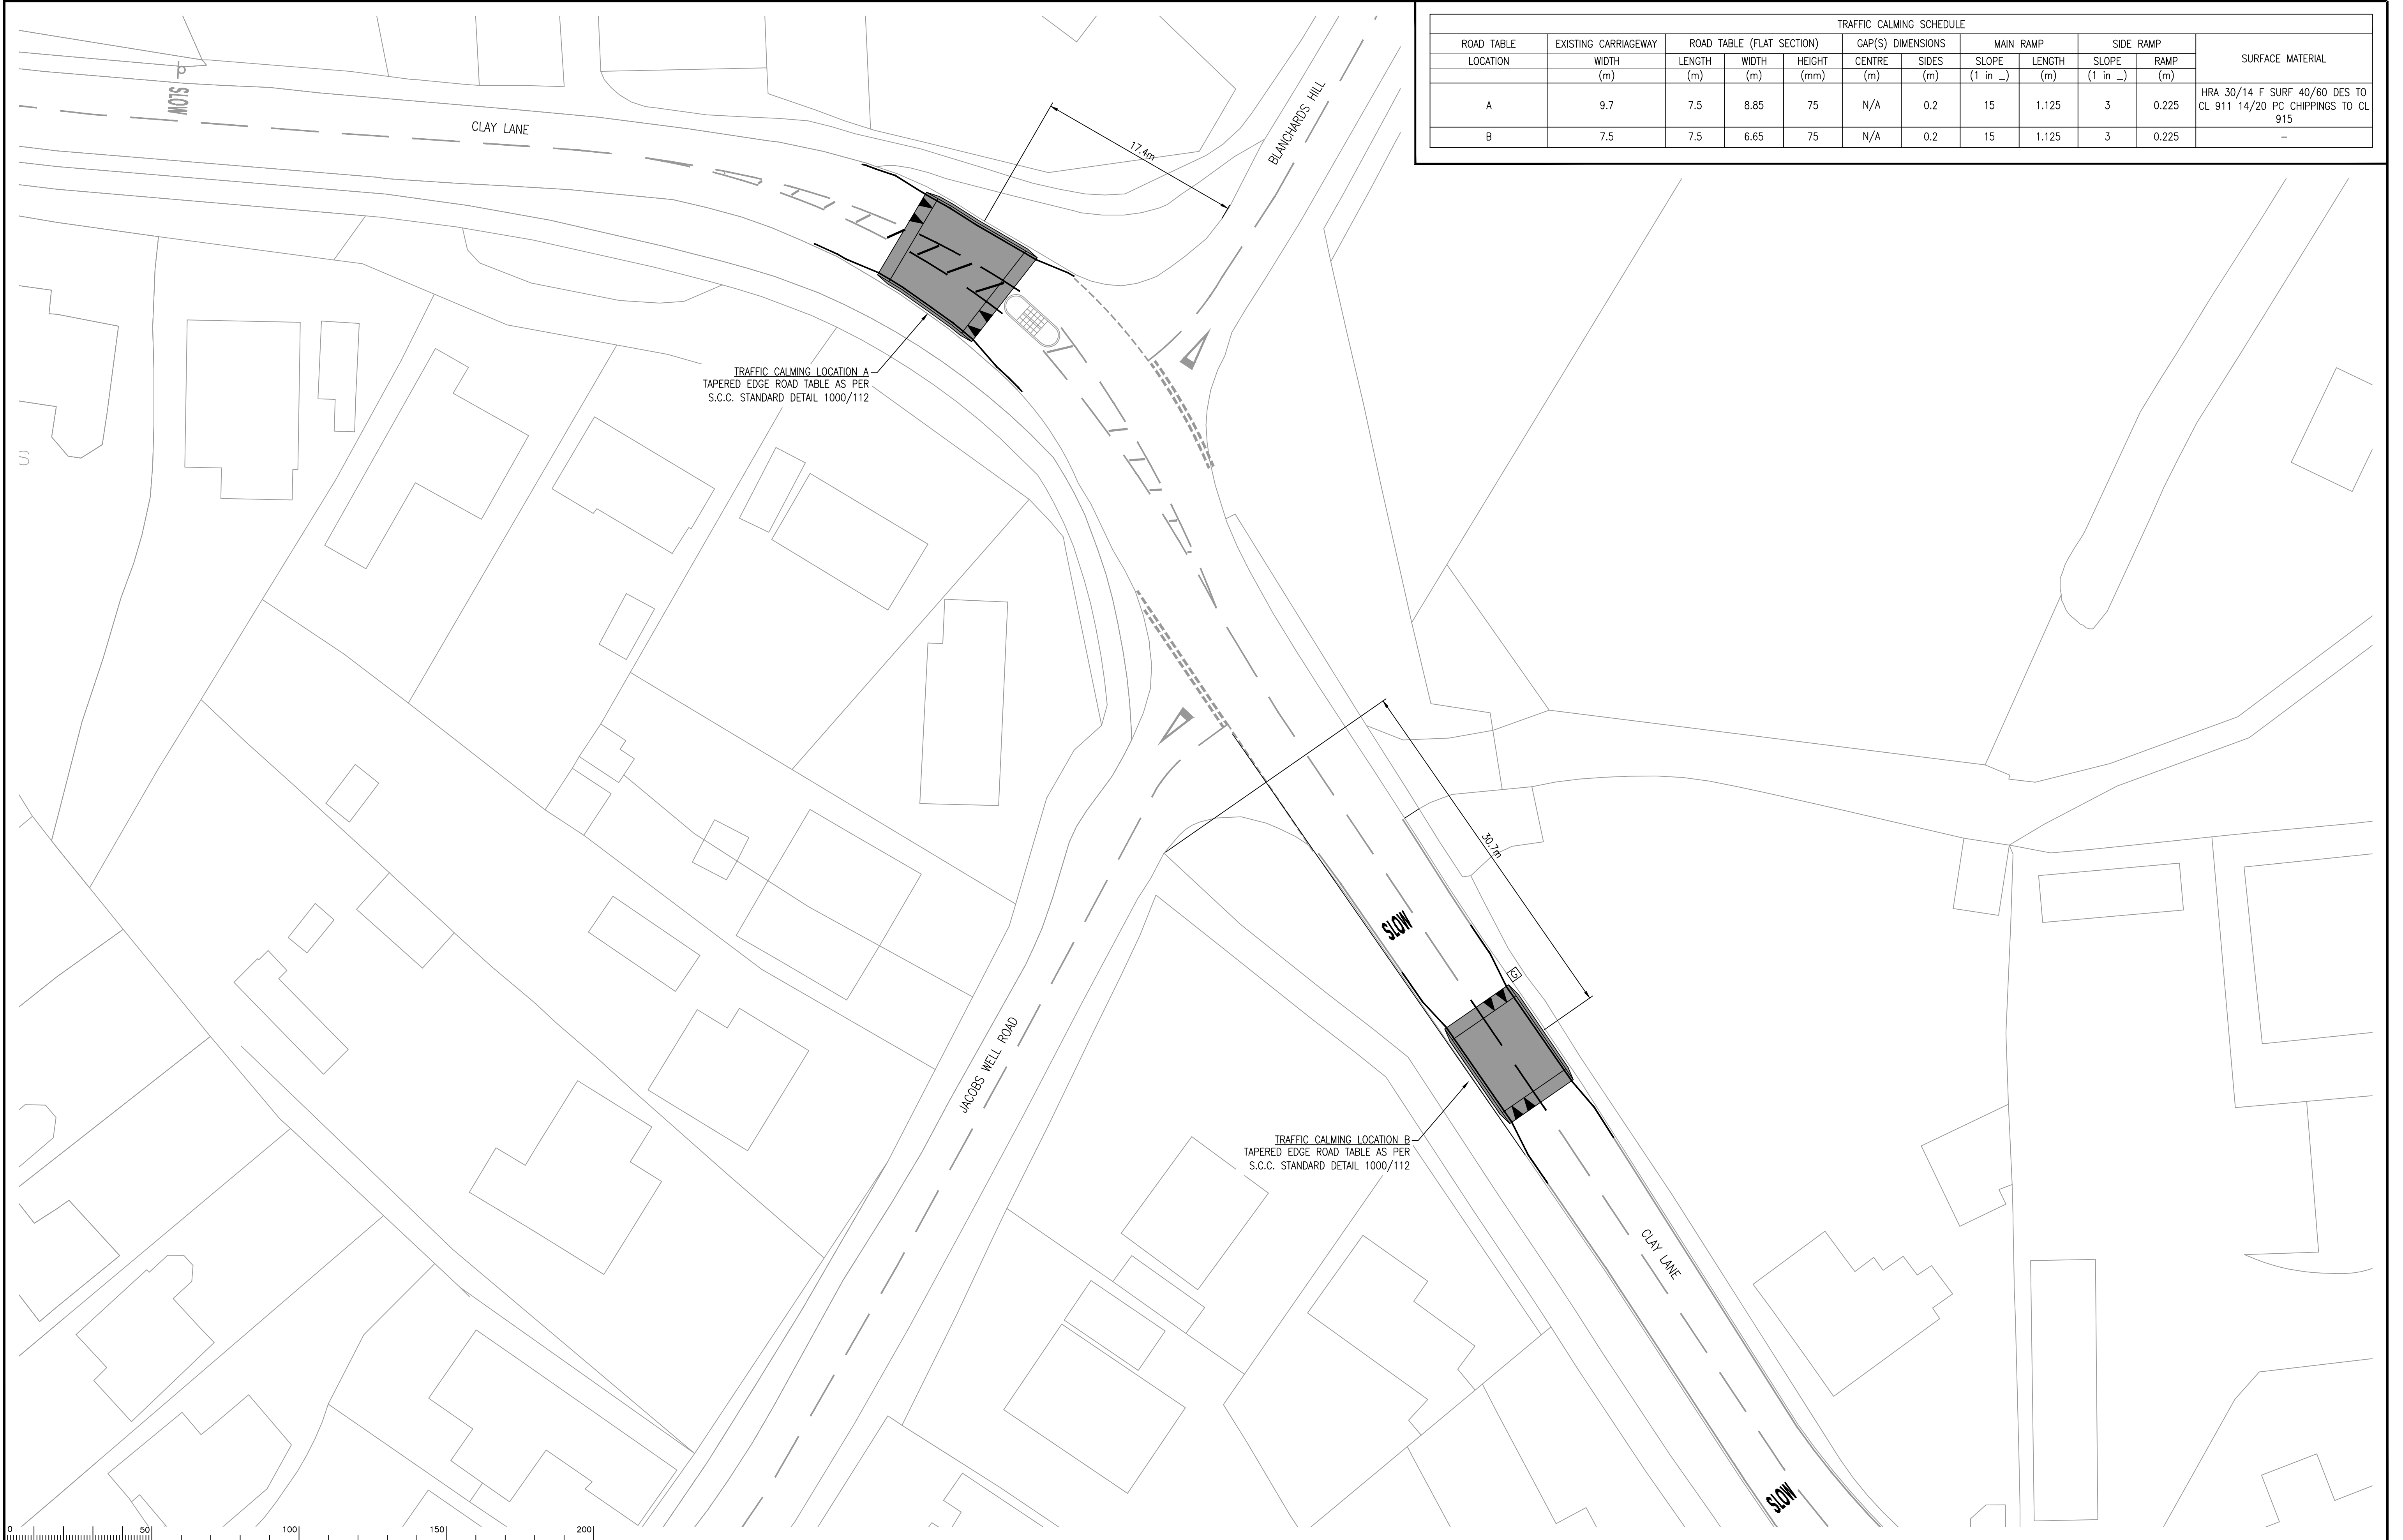 TRAFFIC CALMING SCHEDULE
ROAD TABLE LOCATION
EXISTING CARRIAGEWAY WIDTH (m)
ROAD TABLE (FLAT SECTION)
LENGTH (m)
WIDTH (m)
HEIGHT (mm)
GAP(S) DIMENSIONS
CENTRE (m)
SIDES (m)
MAIN RAMP
SLOPE (1 in _)
LENGTH (m)
SIDE RAMP
SLOPE (1 in _)
RAMP (m)
SURFACE MATERIAL
A 9.7 7.5 8.85 75 N/A 0.2 15 1.125 3 0.225
HRA 30/14 F SURF 40/60 DES TO
CL 911 14/20 PC CHIPPINGS TO CL
915
B 7.5 7.5 6.65 75 N/A 0.2 15 1.125 3 0.225 –
SLOW
CLAY LANE
17.4m
BLANCHARDS HILL
TRAFFIC CALMING LOCATION A
TAPERED EDGE ROAD TABLE AS PER
S.C.C. STANDARD DETAIL 1000/112
S
30.7m
SLOW
G
JACOBS WELL ROAD
TRAFFIC CALMING LOCATION B
TAPERED EDGE ROAD TABLE AS PER
S.C.C. STANDARD DETAIL 1000/112
CLAY LANE
SLOW
0 50 100 150 200